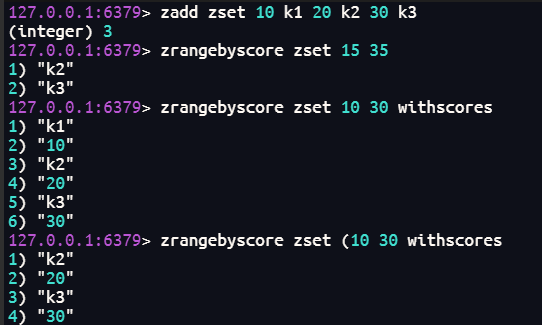 127.0.0.1:6379> zadd zset 10 k1 20 k2 30 k3
(integer) 3
127.0.0.1:6379> zrangebyscore zset 15 35
1) "k2"
2) "k3"
127.0.0.1:6379> zrangebyscore zset 10 30 withscores
1) "k1"
2) "10"
3) "k2"
4) "20"
5) "k3"
6) "30"
127.0.0.1:6379> zrangebyscore zset (10 30 withscores
1) "k2"
2) "20"
3) "k3"
4) "30"